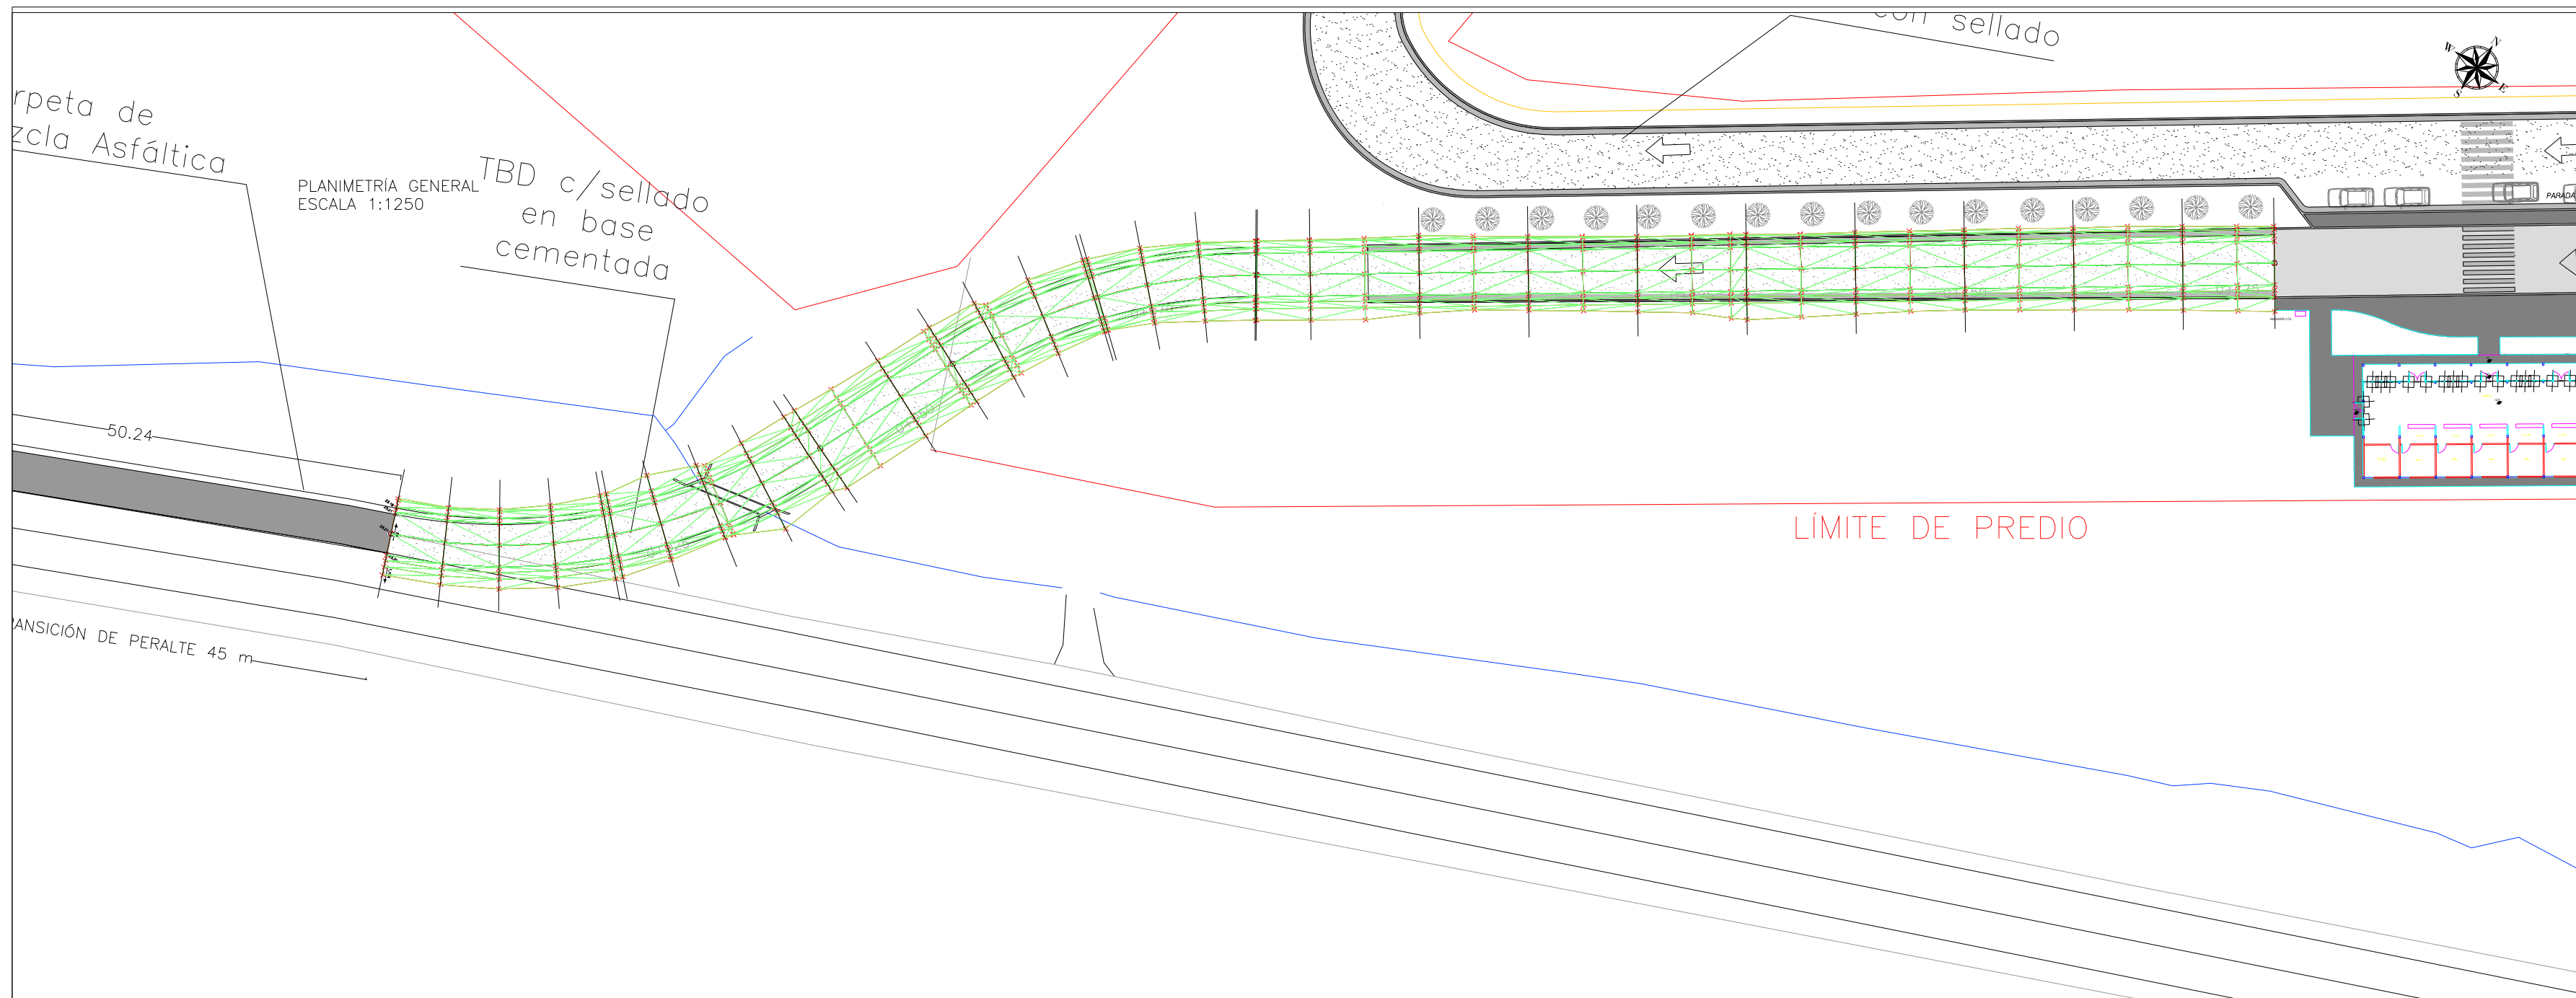 con sellado
N
W
E
S
rpeta de
zcla Asfáltica
PLANIMETRÍA GENERAL
ESCALA 1:1250
TBD c/sellado
en base
cementada
PARADA
50.24
LÍMITE DE PREDIO
ANSICIÓN DE PERALTE 45 m